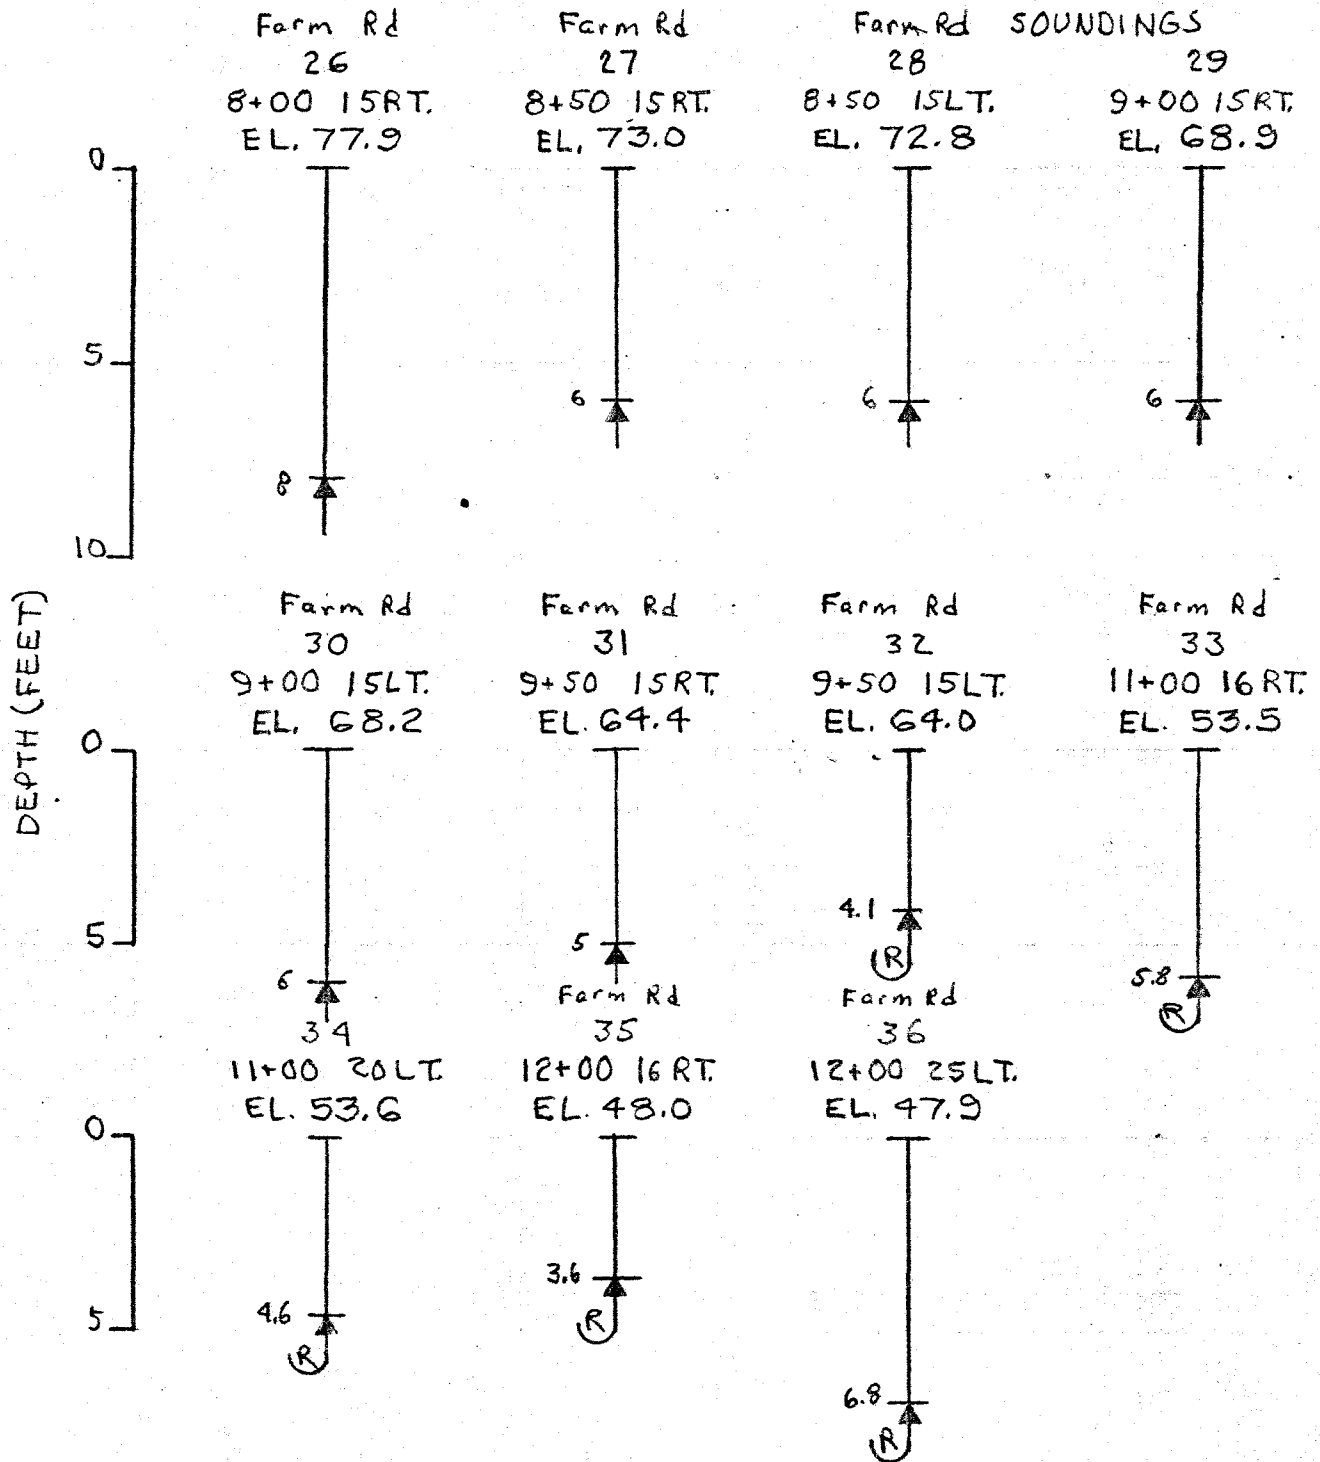 Farm Rd Farm Rd Farm Rd SOUNDINGS
26 27 28 29
8+00 15RT. 8+50 15RT. 8+50 15LT. 9+00 15RT.
EL. 77.9 EL. 73.0 EL. 72.8 EL. 68.9
0
5
6 6 6
8
10
DEPTH (FEET)
Farm Rd Farm Rd Farm Rd Farm Rd
30 31 32 33
9+00 15LT. 9+50 15RT. 9+50 15LT. 11+00 16RT.
EL. 68.2 EL. 64.4 EL. 64.0 EL. 53.5
0
4.1
5 5
R
6 5.8
Farm Rd Farm Rd
R
34 35 36
11+00 20LT. 12+00 16RT. 12+00 25LT.
EL. 53.6 EL. 48.0 EL. 47.9
0
3.6
5 4.6 R
R
6.8
R